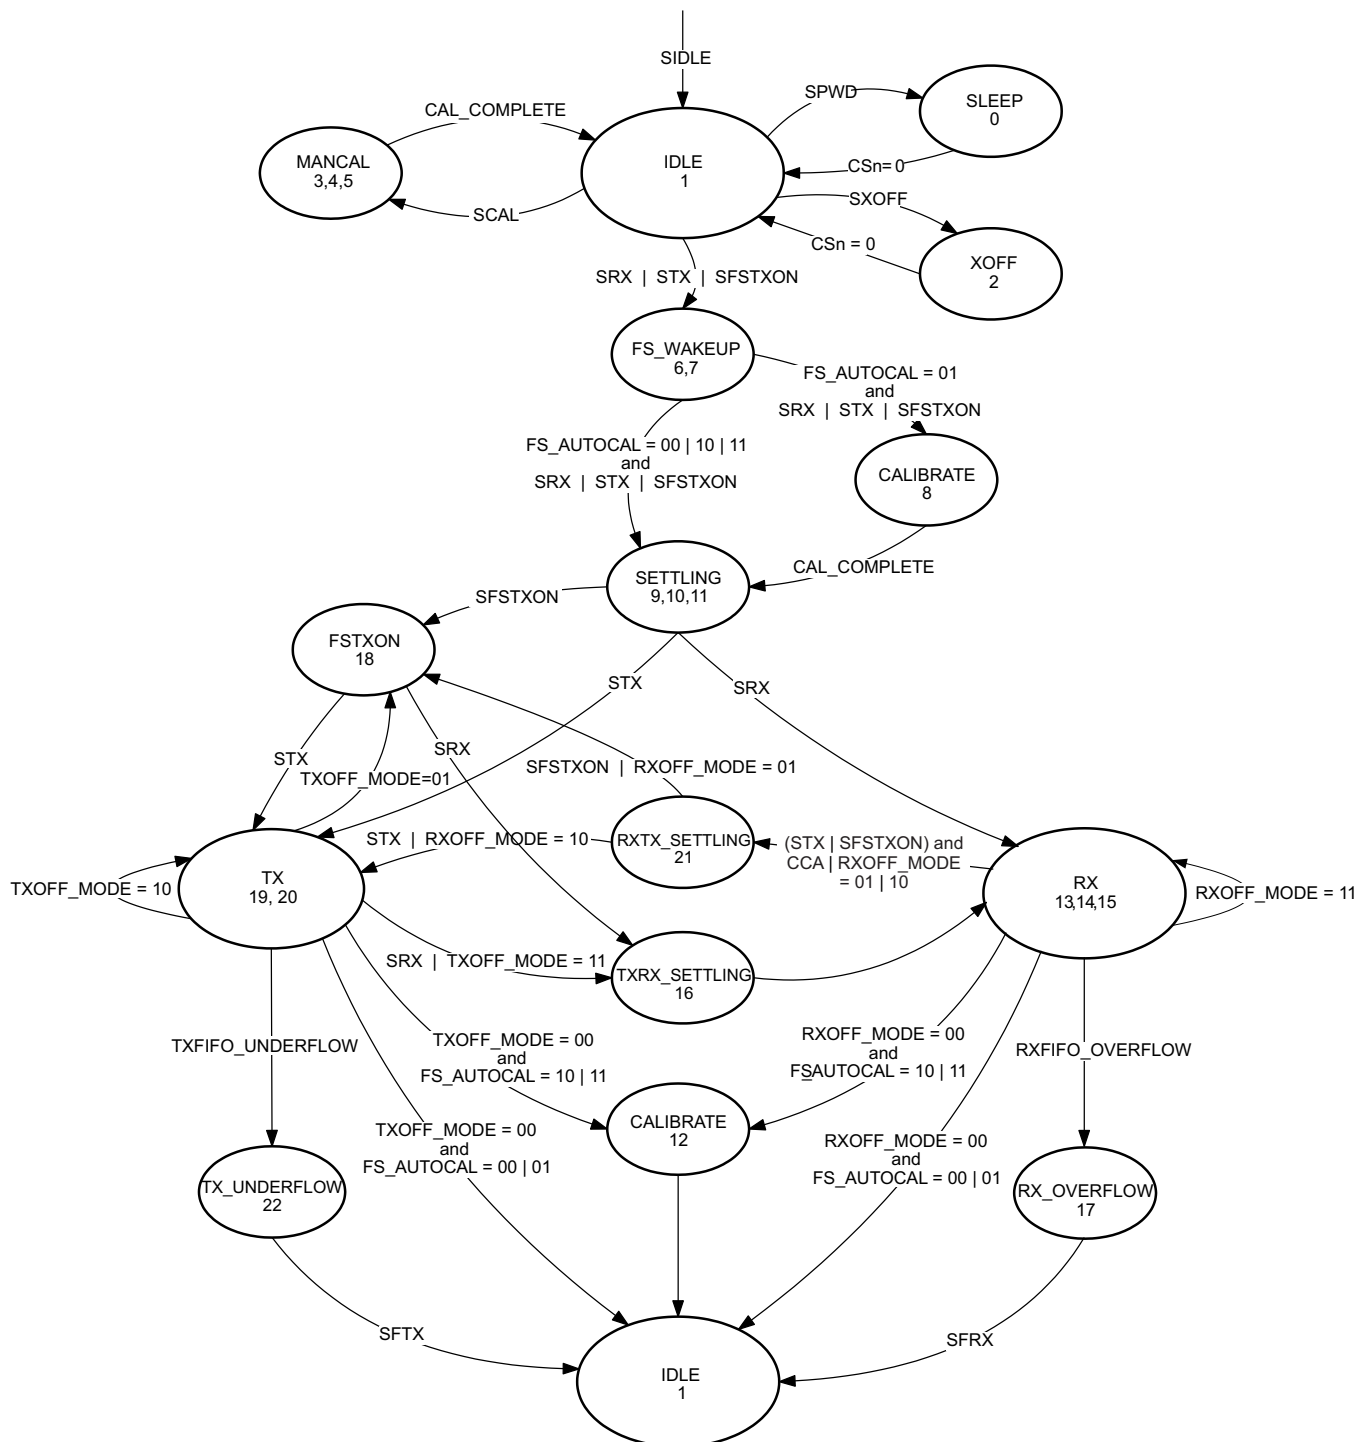 SIDLE
SPWD
SLEEP
0
CAL_COMPLETE
MANCAL
3,4,5
IDLE
1
CSn= 0
SCAL
SXOFF
CSn = 0
XOFF
2
SRX | STX | SFSTXON
FS_WAKEUP
6,7
FS_AUTOCAL = 01
and
SRX | STX | SFSTXON
FS_AUTOCAL = 00 | 10 | 11
and
SRX | STX | SFSTXON
CALIBRATE
8
CAL_COMPLETE
SETTLING
9,10,11
SFSTXON
FSTXON
18
STX
SRX
STX
SRX
TXOFF_MODE=01
SFSTXON | RXOFF_MODE = 01
STX | RXOFF_MODE = 10
RXTX_SETTLING
21
(STX | SFSTXON) and
CCA | RXOFF_MODE
= 01 | 10
TXOFF_MODE = 10
TX
19, 20
RX
13,14,15
RXOFF_MODE = 11
SRX | TXOFF_MODE = 11
TXRX_SETTLING
16
TXFIFO_UNDERFLOW
TXOFF_MODE = 00
and
FS_AUTOCAL = 10 | 11
RXOFF_MODE = 00
and
FSAUTOCAL = 10 | 11
RXFIFO_OVERFLOW
CALIBRATE
12
TXOFF_MODE = 00
and
FS_AUTOCAL = 00 | 01
RXOFF_MODE = 00
and
FS_AUTOCAL = 00 | 01
TX_UNDERFLOW
22
RX_OVERFLOW
17
SFTX
SFRX
IDLE
1